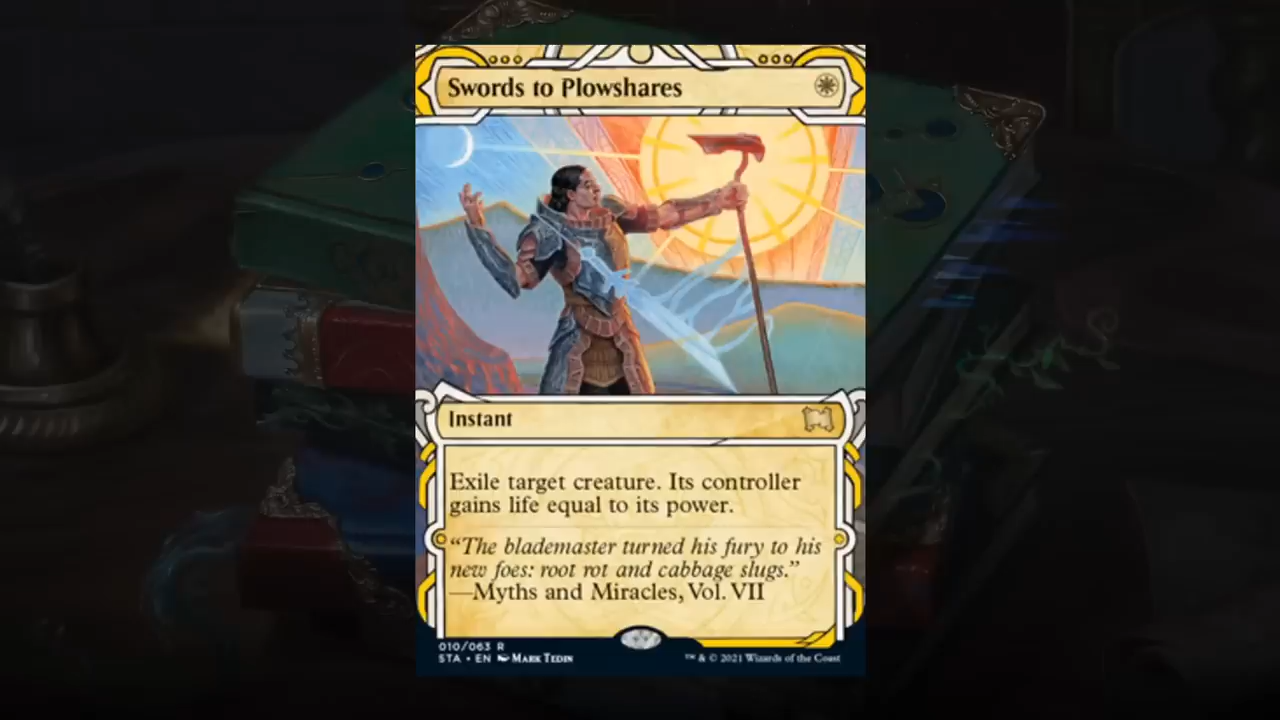 Swords to Plowshares
Instant
Exile target creature. Its controller
gains life equal to its power.
“The blademaster turned his fury to his
new foes: root rot and cabbage slugs.”
—Myths and Miracles, Vol. VII
010/063 R
STA • EN Mark Tedin
™ & © 2021 Wizards of the Coast